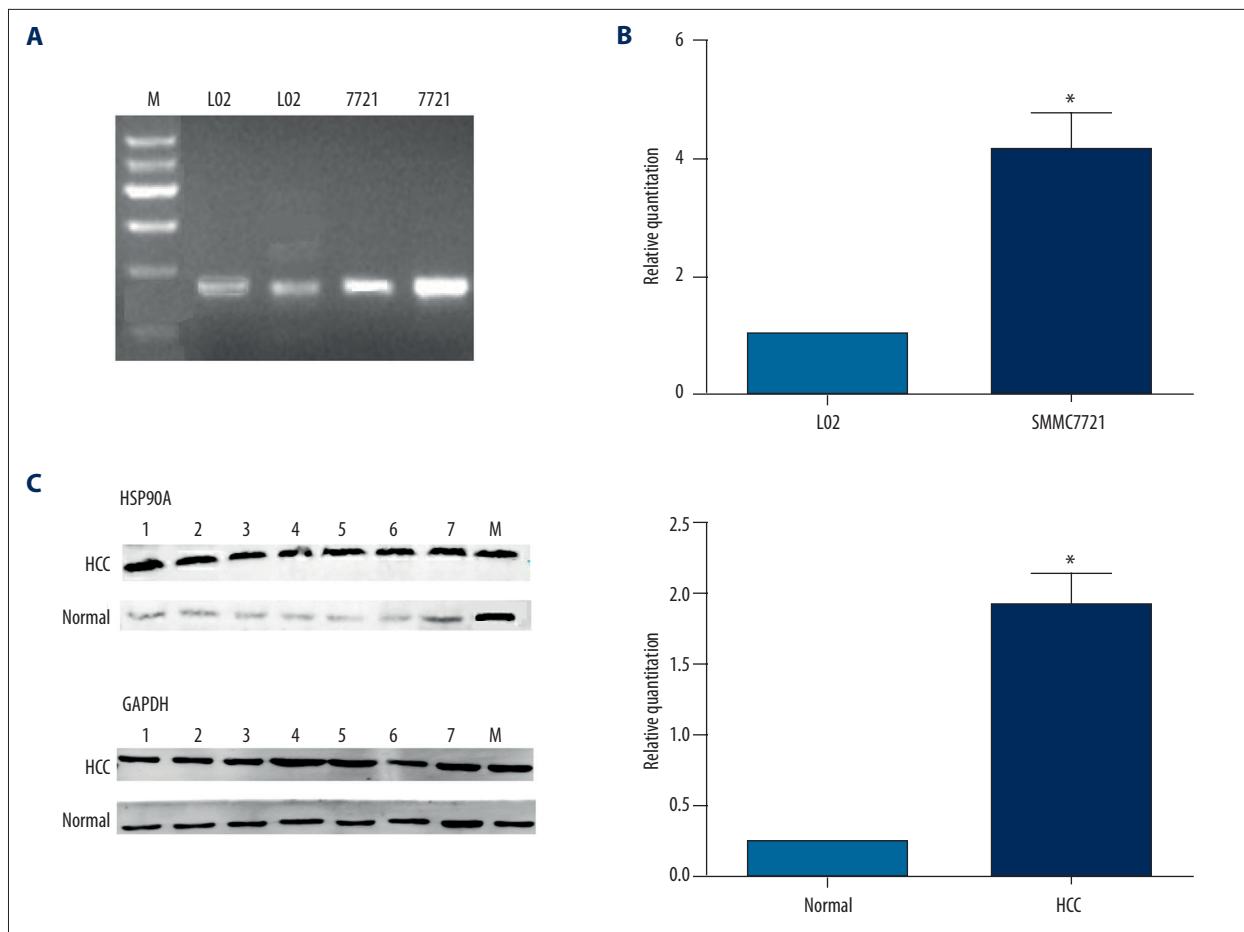 A
M L02 L02 7721 7721
B
6
4
2
0
Relative quantitation
*
L02 SMMC7721
C
HSP90A
1 2 3 4 5 6 7 M
HCC
Normal
GAPDH
1 2 3 4 5 6 7 M
HCC
Normal
2.5
2.0
1.5
1.0
0.5
0.0
Relative quantitation
*
Normal HCC